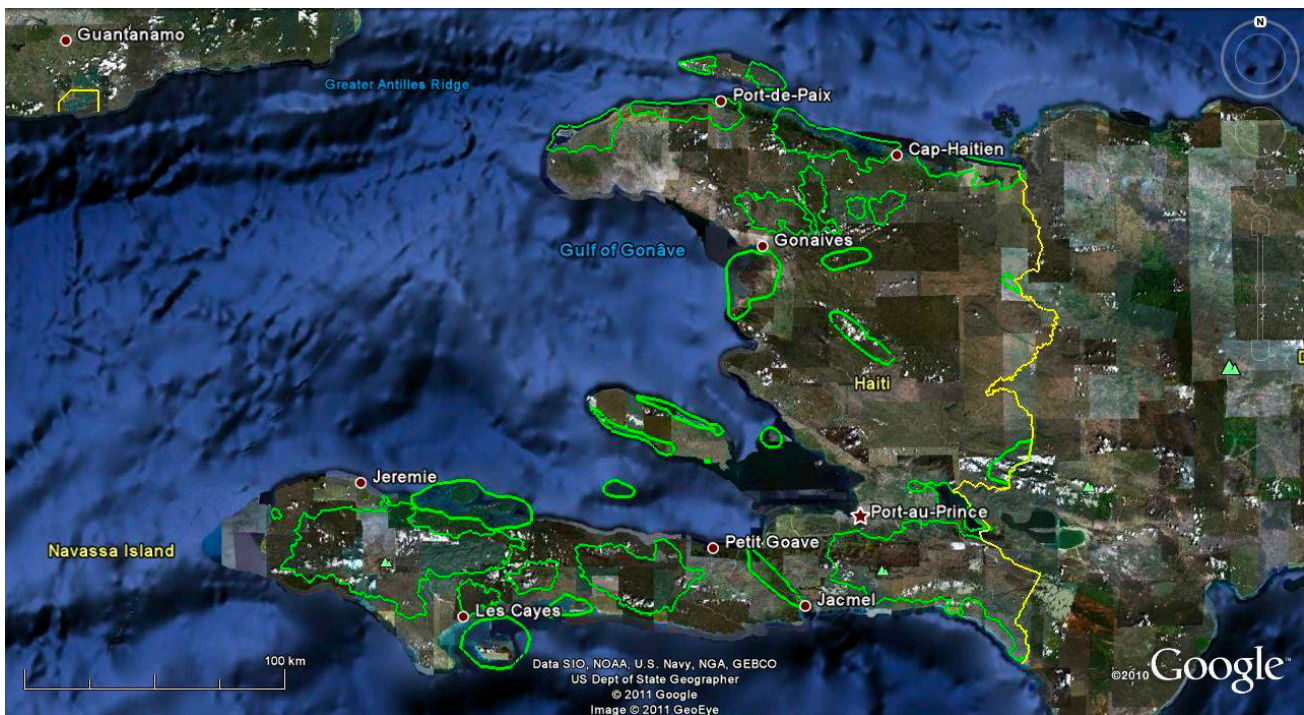 Guantanamo
N
Greater Antilles Ridge
Port-de-Paix
Cap-Haitien
Gulf of Gonâve
Gonaives
D
Haiti
Jeremie
Port-au-Prince
Navassa Island
Petit Goave
Les Cayes
Jacmel
100 km
Data SIO, NOAA, U.S. Navy, NGA, GEBCO
US Dept of State Geographer
© 2011 Google
Image © 2011 GeoEye
©2010 Google